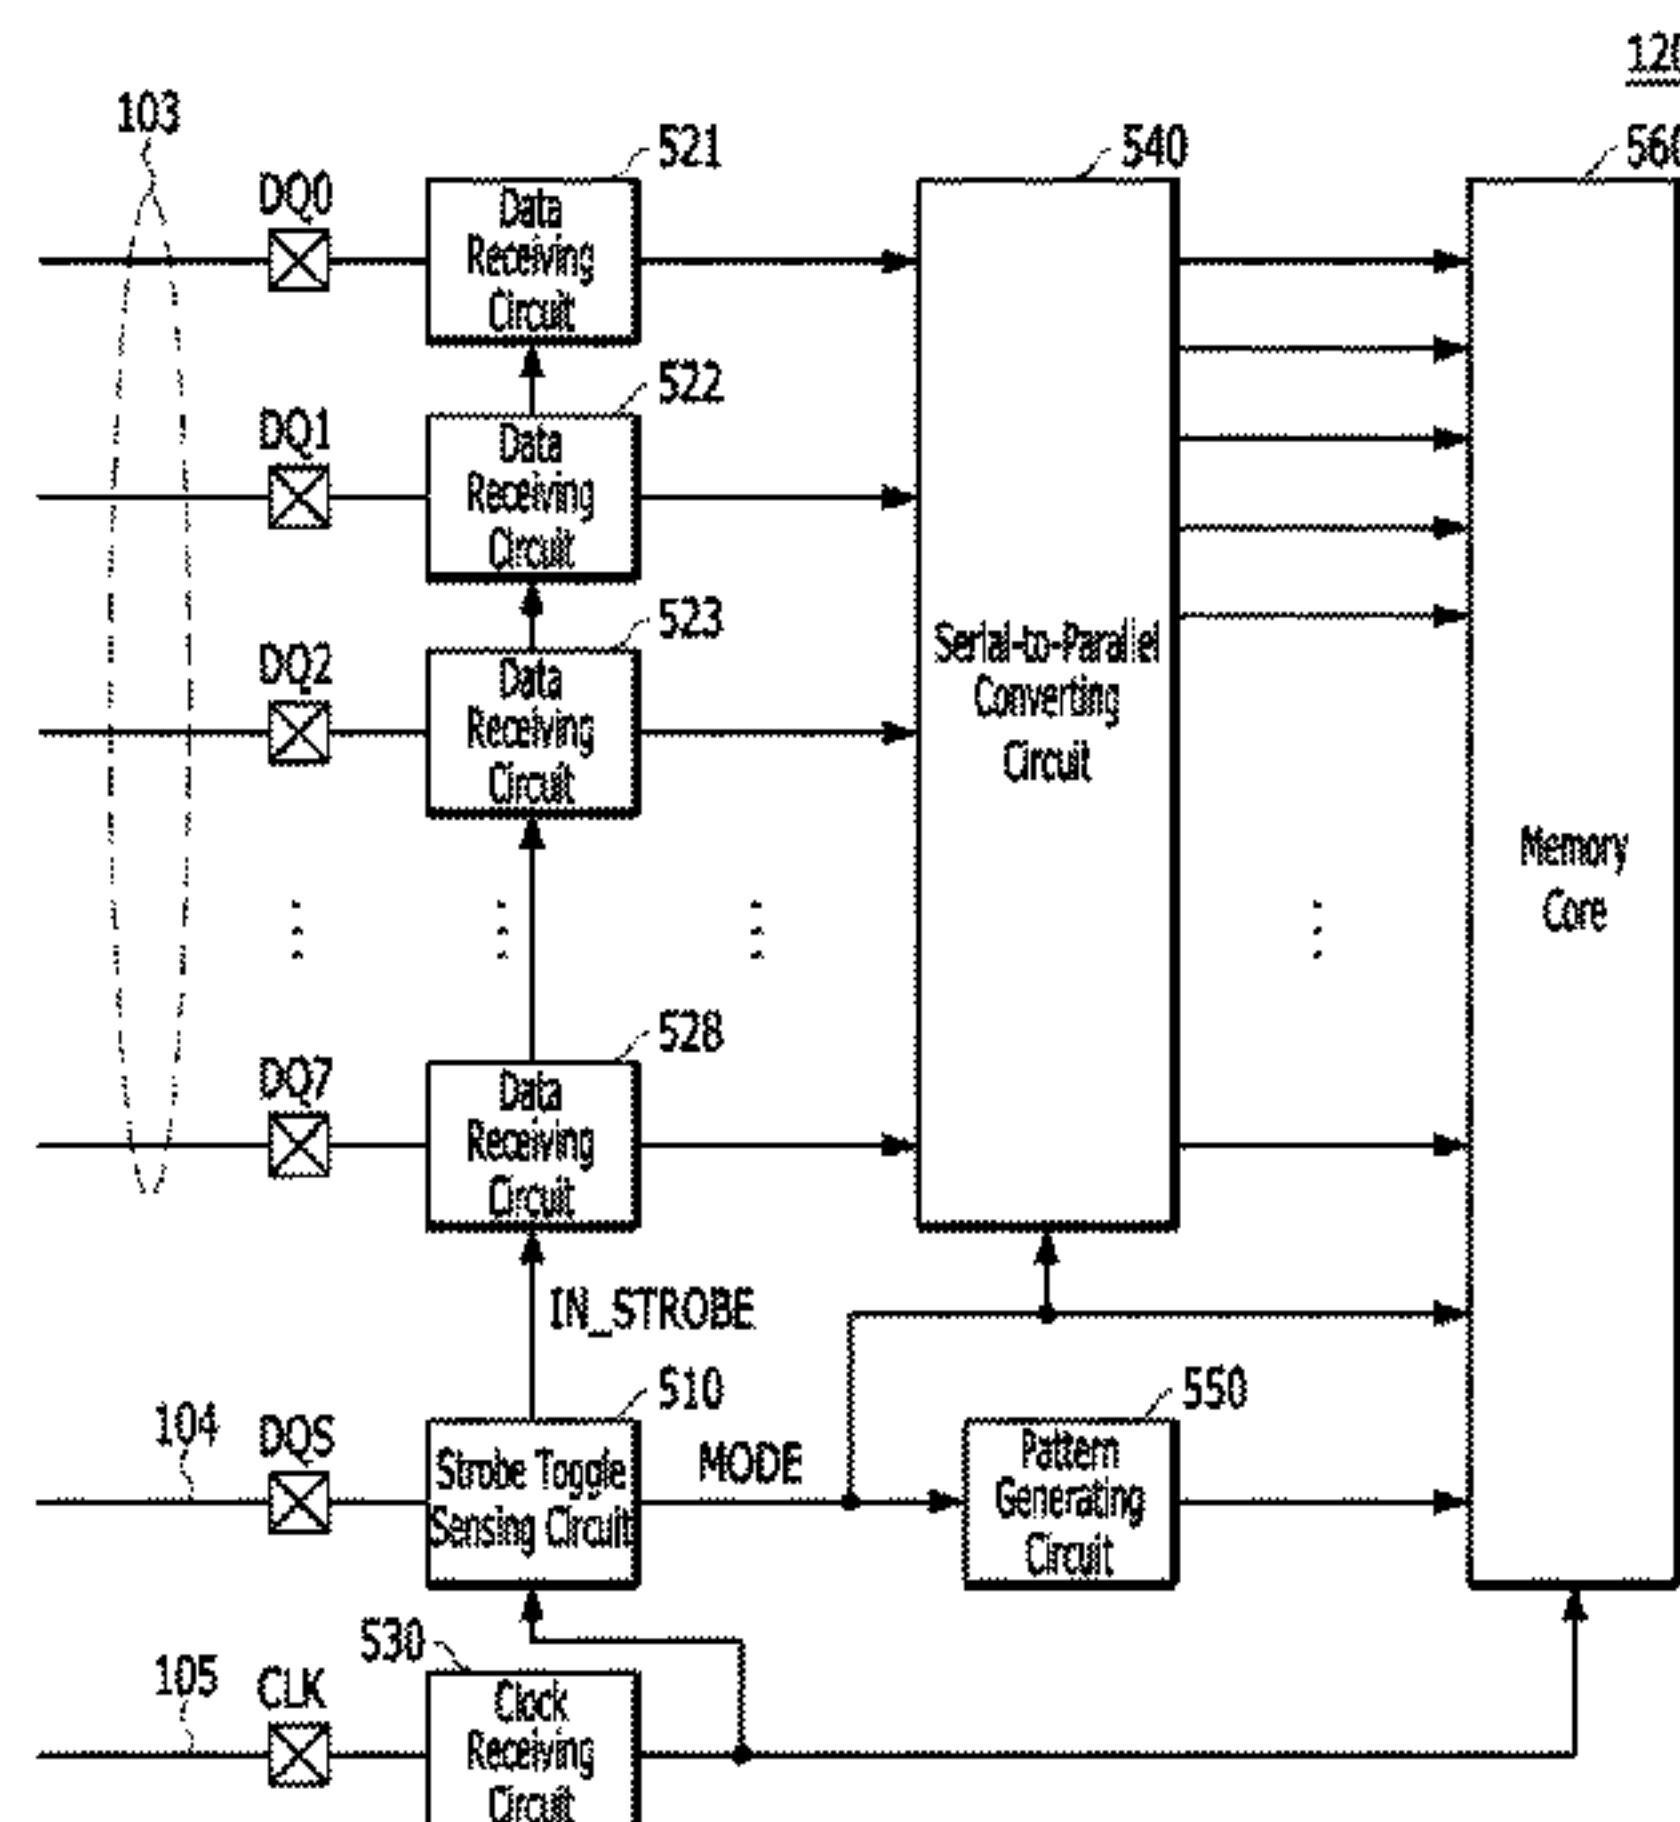 103
DQ0
521
Data
Receiving
Circuit
540
560
DQ1
522
Data
Receiving
Circuit
DQ2
523
Data
Receiving
Circuit
Serial-to-Parallel
Converting
Circuit
Memory
Core
DQ7
528
Data
Receiving
Circuit
IN_STROBE
104
DQS
510
Strobe Toggle
Sensing Circuit
MODE
550
Pattern
Generating
Circuit
105
CLK
530
Clock
Receiving
Circuit